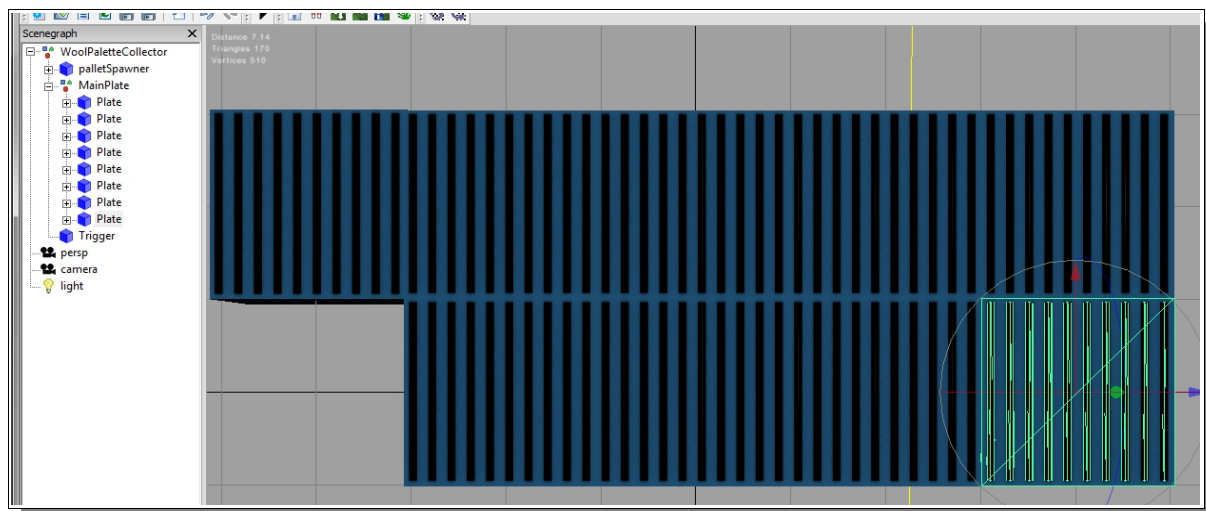 Scenegraph
WoolPaletteCollector
palletSpawner
MainPlate
Plate
Plate
Plate
Plate
Plate
Plate
Plate
Plate
Trigger
persp
camera
light
Distance 7.14
Triangles 170
Vertices 510